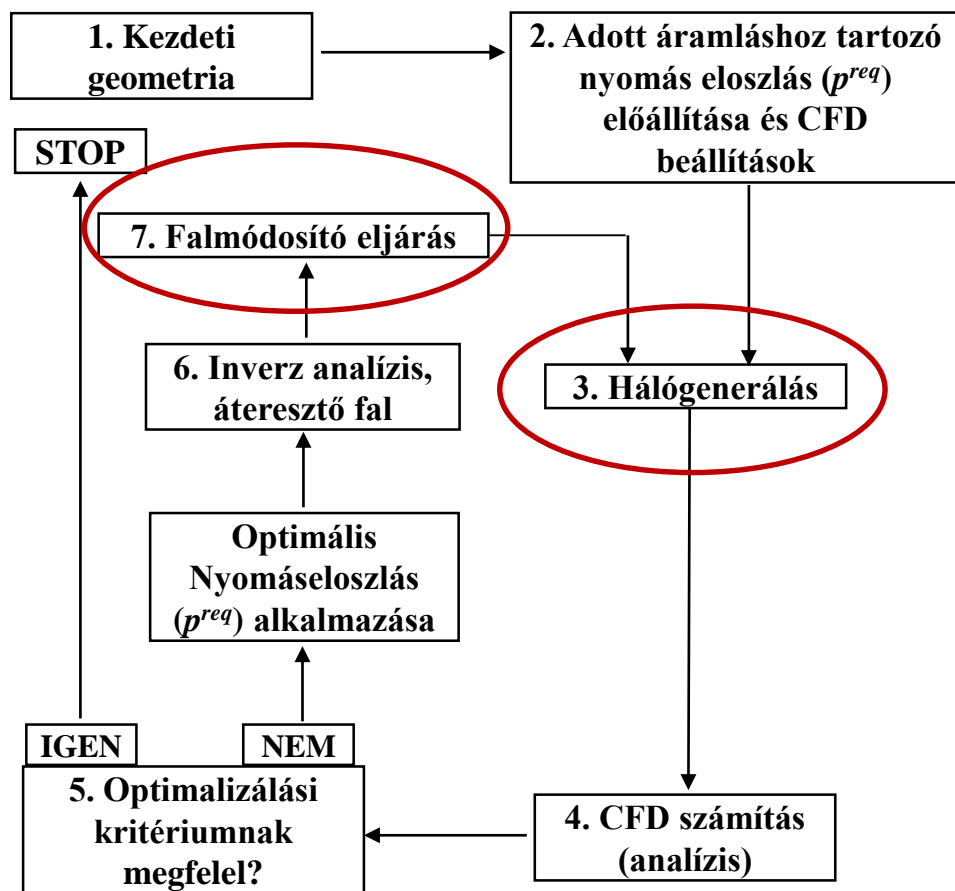 1. Kezdeti
geometria
2. Adott áramláshoz tartozó
nyomás eloszlás (p^req)
előállítása és CFD
beállítások
STOP
7. Falmódosító eljárás
6. Inverz analízis,
áteresztő fal
3. Hálógenerálás
Optimális
Nyomáseloszlás
(p^req) alkalmazása
IGEN
NEM
5. Optimalizálási
kritériumnak
megfelel?
4. CFD számítás
(analízis)